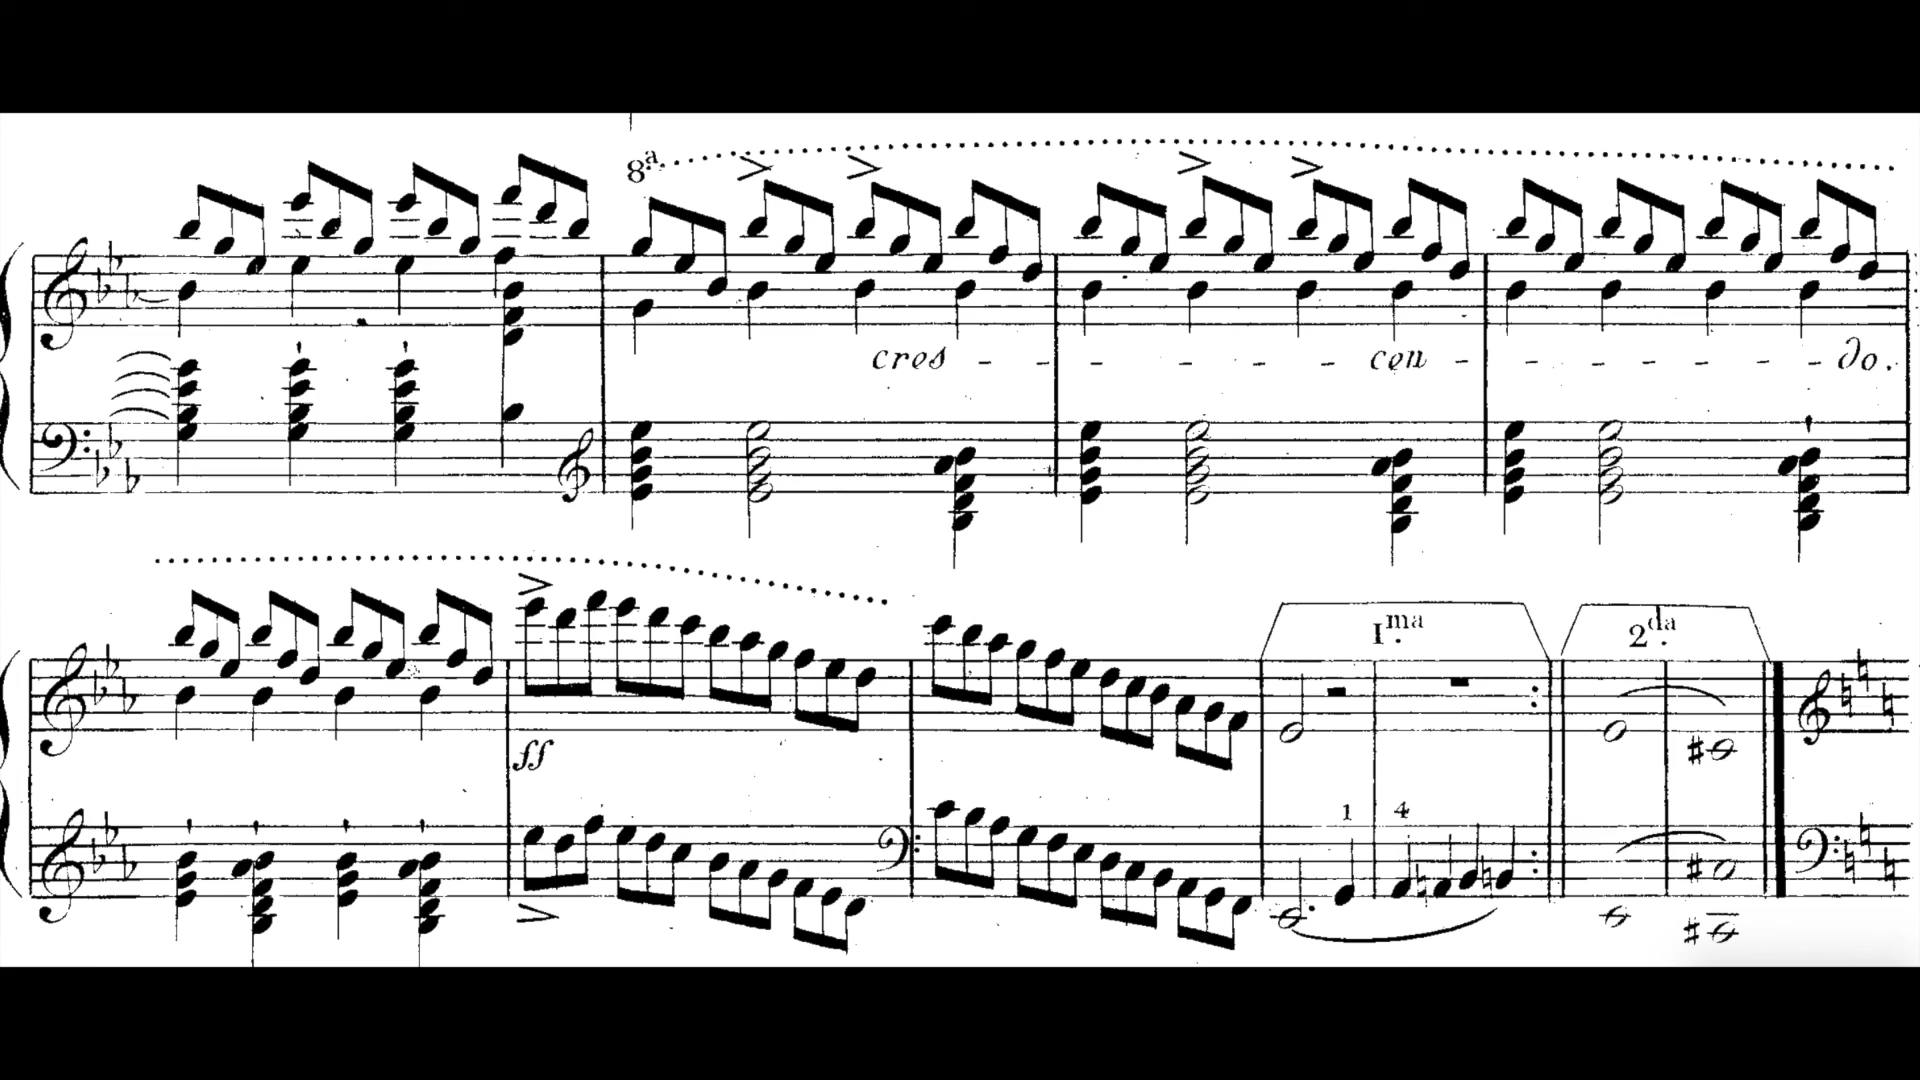 8ª
cres - - - - - - cen - - - - - - do.
ff
Ima.
2da.
1 4